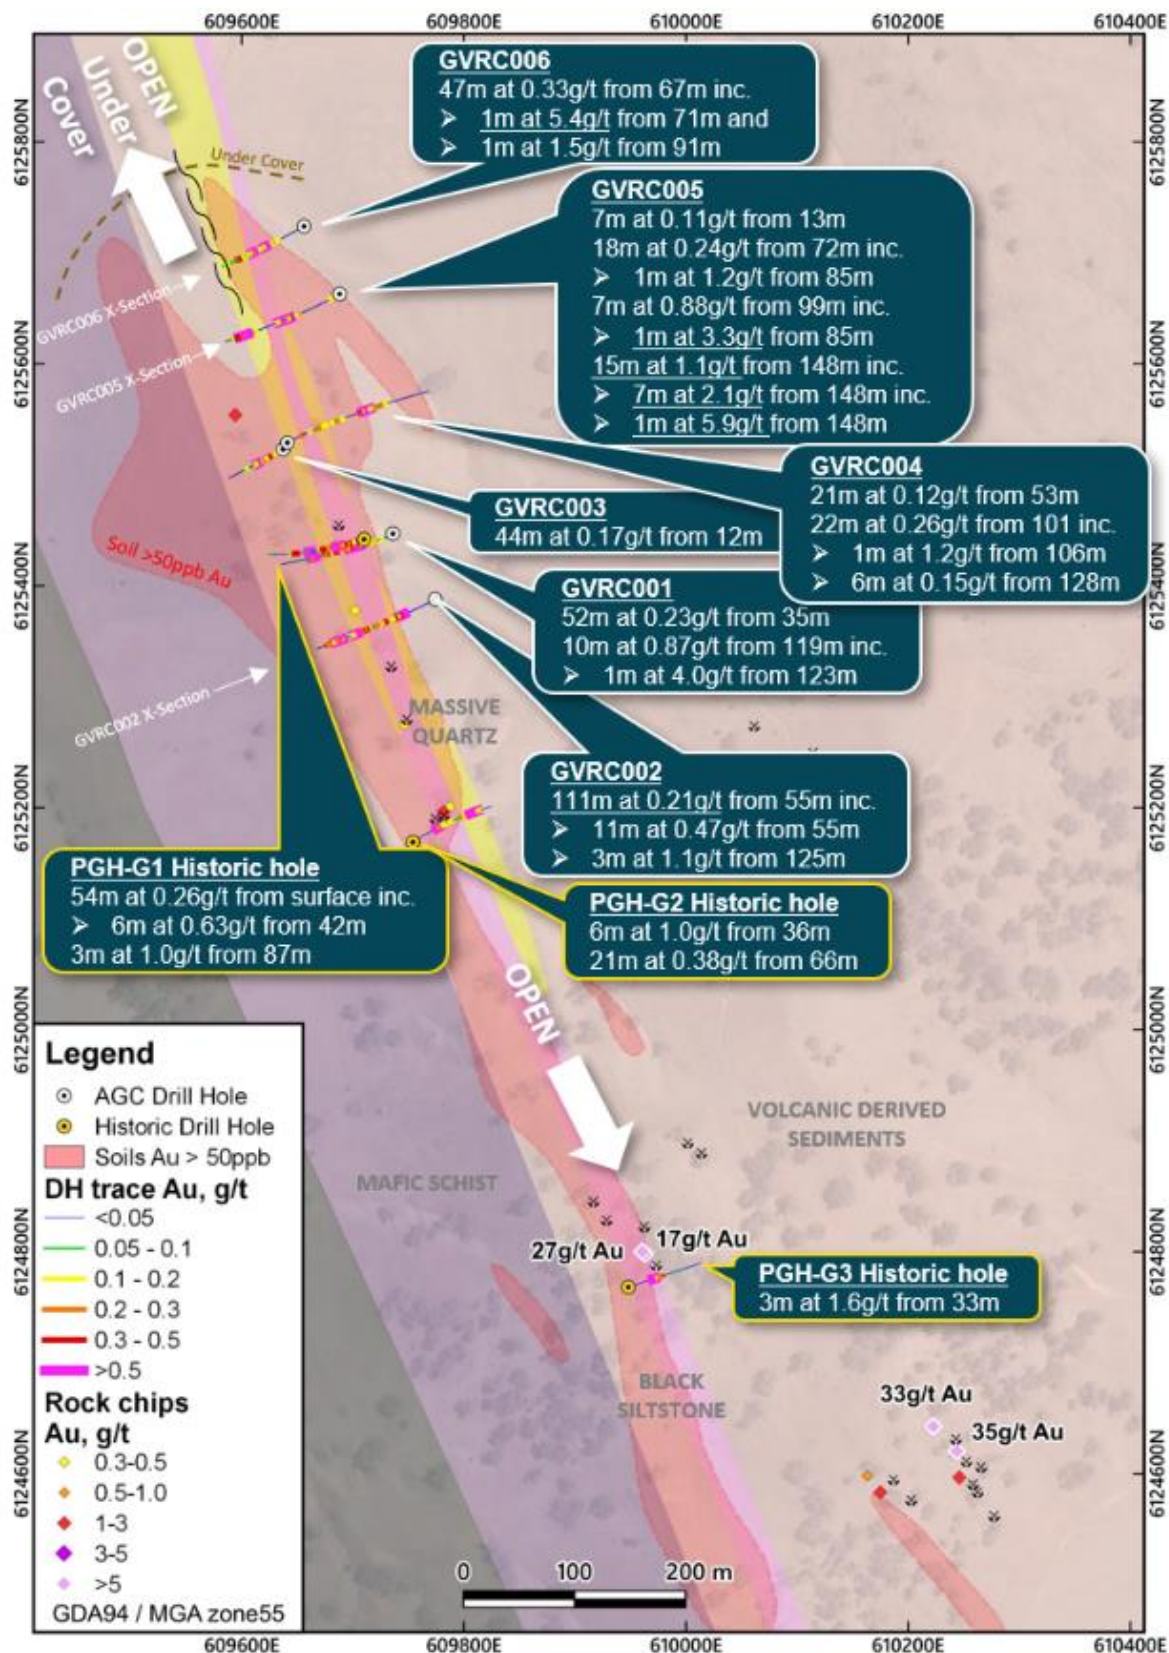 609600E 609800E 610000E 610200E 610400E
OPEN
Under
Cover
Under Cover
GVRC006
47m at 0.33g/t from 67m inc.
➢ 1m at 5.4g/t from 71m and
➢ 1m at 1.5g/t from 91m
GVRC005
7m at 0.11g/t from 13m
18m at 0.24g/t from 72m inc.
➢ 1m at 1.2g/t from 85m
7m at 0.88g/t from 99m inc.
➢ 1m at 3.3g/t from 85m
15m at 1.1g/t from 148m inc.
➢ 7m at 2.1g/t from 148m inc.
➢ 1m at 5.9g/t from 148m
GVRC006 X-Section
GVRC005 X-Section
GVRC004
21m at 0.12g/t from 53m
22m at 0.26g/t from 101 inc.
➢ 1m at 1.2g/t from 106m
➢ 6m at 0.15g/t from 128m
GVRC003
44m at 0.17g/t from 12m
Soil >50ppb Au
GVRC001
52m at 0.23g/t from 35m
10m at 0.87g/t from 119m inc.
➢ 1m at 4.0g/t from 123m
GVRC002 X-Section
MASSIVE
QUARTZ
GVRC002
111m at 0.21g/t from 55m inc.
➢ 11m at 0.47g/t from 55m
➢ 3m at 1.1g/t from 125m
PGH-G1 Historic hole
54m at 0.26g/t from surface inc.
➢ 6m at 0.63g/t from 42m
3m at 1.0g/t from 87m
PGH-G2 Historic hole
6m at 1.0g/t from 36m
21m at 0.38g/t from 66m
OPEN
VOLCANIC DERIVED
SEDIMENTS
MAFIC SCHIST
27g/t Au
17g/t Au
PGH-G3 Historic hole
3m at 1.6g/t from 33m
BLACK
SILTSTONE
33g/t Au
35g/t Au
0 100 200 m
Legend
AGC Drill Hole
Historic Drill Hole
Soils Au > 50ppb
DH trace Au, g/t
<0.05
0.05 - 0.1
0.1 - 0.2
0.2 - 0.3
0.3 - 0.5
>0.5
Rock chips
Au, g/t
0.3-0.5
0.5-1.0
1-3
3-5
>5
GDA94 / MGA zone55
6125800N
6125600N
6125400N
6125200N
6125000N
6124800N
6124600N
6125800N
6125600N
6125400N
6125200N
6125000N
6124800N
6124600N
609600E 609800E 610000E 610200E 610400E